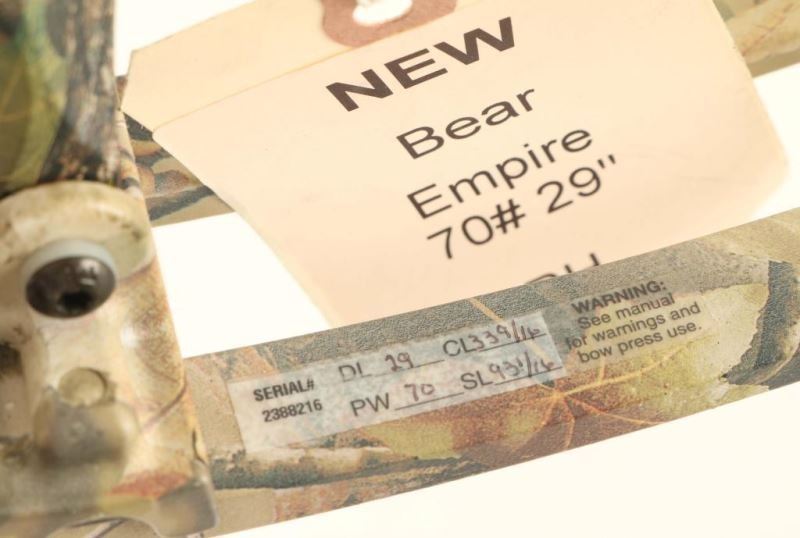 NEW
Bear
Empire
70# 29"
SERIAL# DL 29 CL 33 9/16
2388216 PW 70 SL 93 1/16
WARNING:
See manual
for warnings and
bow press use.